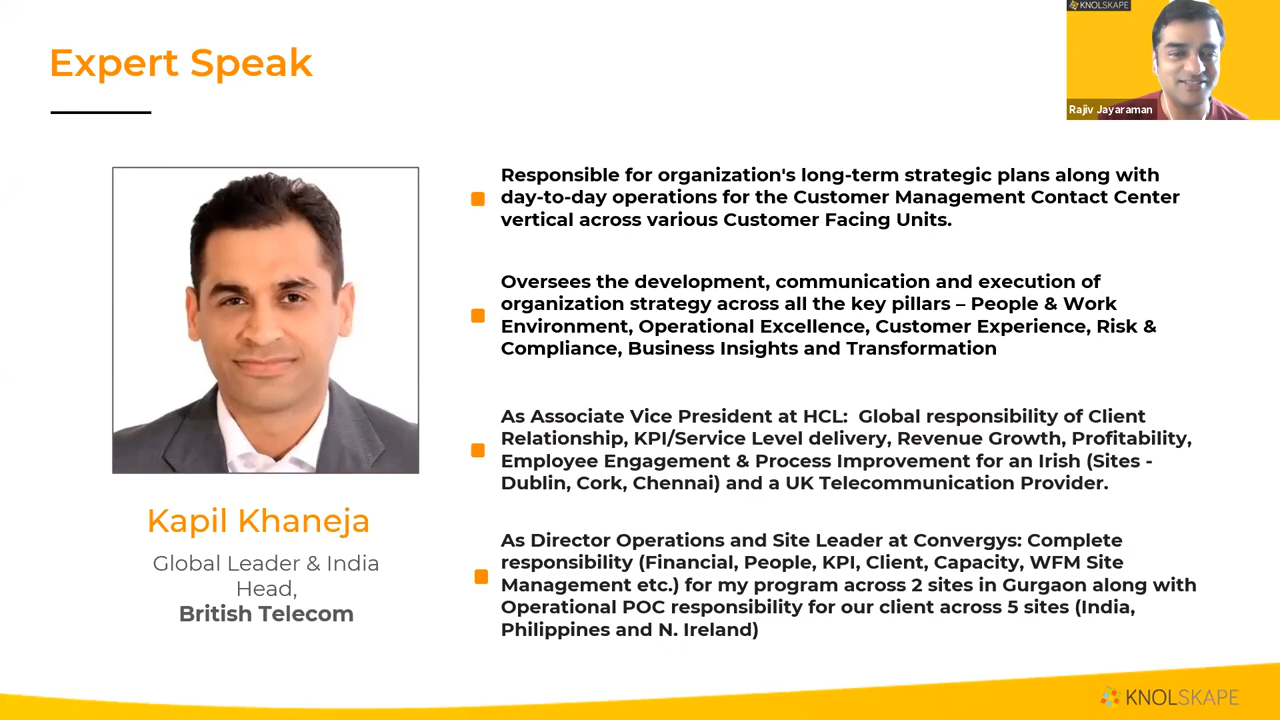 Expert Speak
KNOLSKAPE
Rajiv Jayaraman
Responsible for organization's long-term strategic plans along with
day-to-day operations for the Customer Management Contact Center
vertical across various Customer Facing Units.
Oversees the development, communication and execution of
organization strategy across all the key pillars – People & Work
Environment, Operational Excellence, Customer Experience, Risk &
Compliance, Business Insights and Transformation
As Associate Vice President at HCL:  Global responsibility of Client
Relationship, KPI/Service Level delivery, Revenue Growth, Profitability,
Employee Engagement & Process Improvement for an Irish (Sites -
Dublin, Cork, Chennai) and a UK Telecommunication Provider.
As Director Operations and Site Leader at Convergys: Complete
responsibility (Financial, People, KPI, Client, Capacity, WFM Site
Management etc.) for my program across 2 sites in Gurgaon along with
Operational POC responsibility for our client across 5 sites (India,
Philippines and N. Ireland)
Kapil Khaneja
Global Leader & India
Head,
British Telecom
KNOLSKAPE